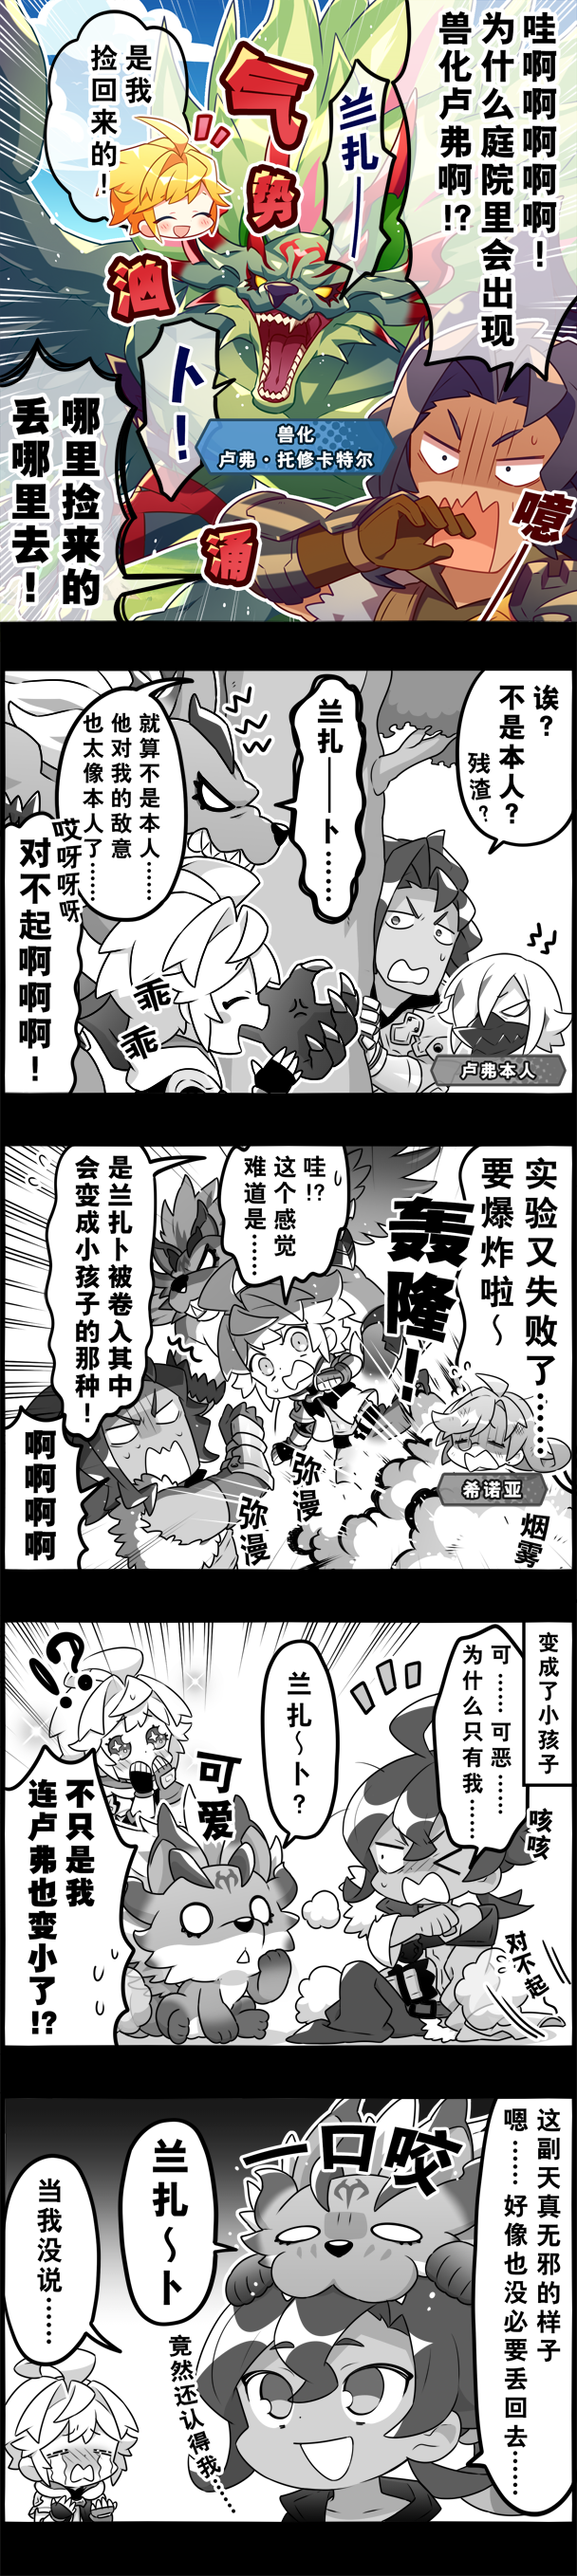 哇啊啊啊啊啊！
为什么庭院里会出现
兽化卢弗啊!?
兰扎——
气
势
汹
涌
是我
捡回来的！
卜！
兽化
卢弗·托修卡特尔
噫——
哪里捡来的
丢哪里去！
诶？
不是本人？
残渣？
兰扎——卜……
就算不是本人……
他对我的敌意
也太像本人了……
哎呀呀呀
对不起啊啊啊！
乖
乖
卢弗本人
实验又失败了……
要爆炸啦～
轰隆！
哇!?
这个感觉
难道是……
是兰扎卜被卷入其中
会变成小孩子的那种！
希诺亚
烟雾
弥漫
弥漫
啊啊啊啊
变成了小孩子
可……可恶……
为什么只有我……
咳咳
对不起
兰扎～卜？
可爱
!?
不只是我
连卢弗也变小了!?
这副天真无邪的样子
嗯……好像也没必要丢回去……
一口咬
兰扎～卜
竟然还认得我……
当我没说……